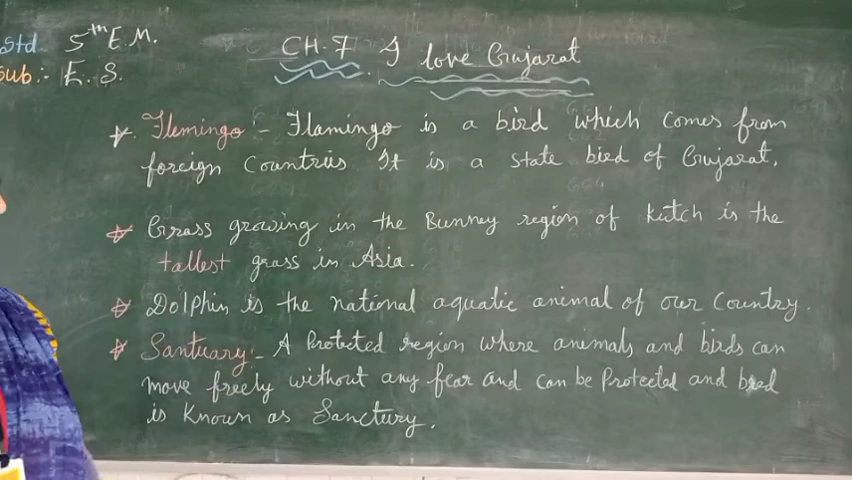 Std. 5th E.M.
Sub:- E.S.
CH-7. I love Gujarat
Flemingo - Flamingo is a bird which comes from
foreign Countries. It is a state bird of Gujarat.
Grass growing in the Bunney region of kutch is the
tallest grass in Asia.
Dolphin is the national aquatic animal of our Country.
Santuary:- A Protected region where animals and birds can
move freely without any fear and can be Protected and breed
is Known as Sanctury.